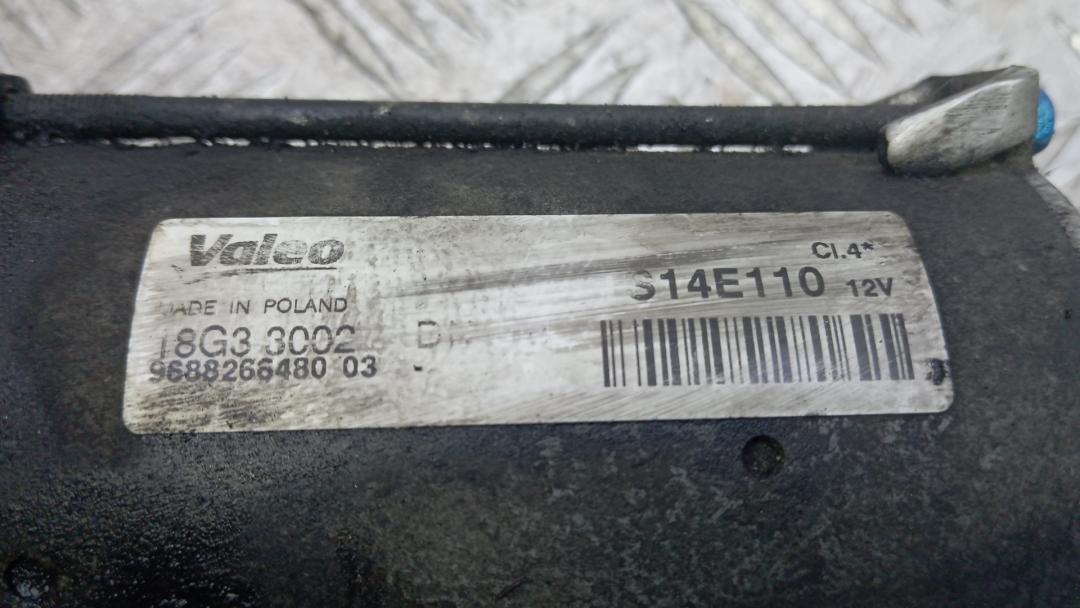 Valeo
MADE IN POLAND
18G3 3002
9688266480 03
Cl.4*
S14E110 12V